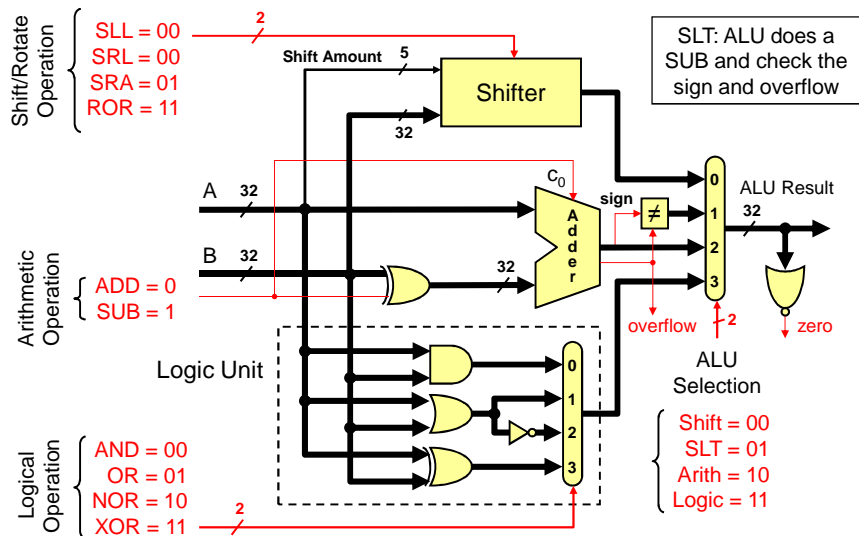 Shift/Rotate
Operation
SLL = 00
SRL = 00
SRA = 01
ROR = 11
2
Shift Amount
5
32
Shifter
SLT: ALU does a
SUB and check the
sign and overflow
A
32
B
32
c0
Adder
32
sign
≠
overflow
0
1
2
3
ALU Result
32
zero
2
Arithmetic
Operation
ADD = 0
SUB = 1
Logic Unit
0
1
2
3
ALU
Selection
Shift = 00
SLT = 01
Arith = 10
Logic = 11
Logical
Operation
AND = 00
OR = 01
NOR = 10
XOR = 11
2